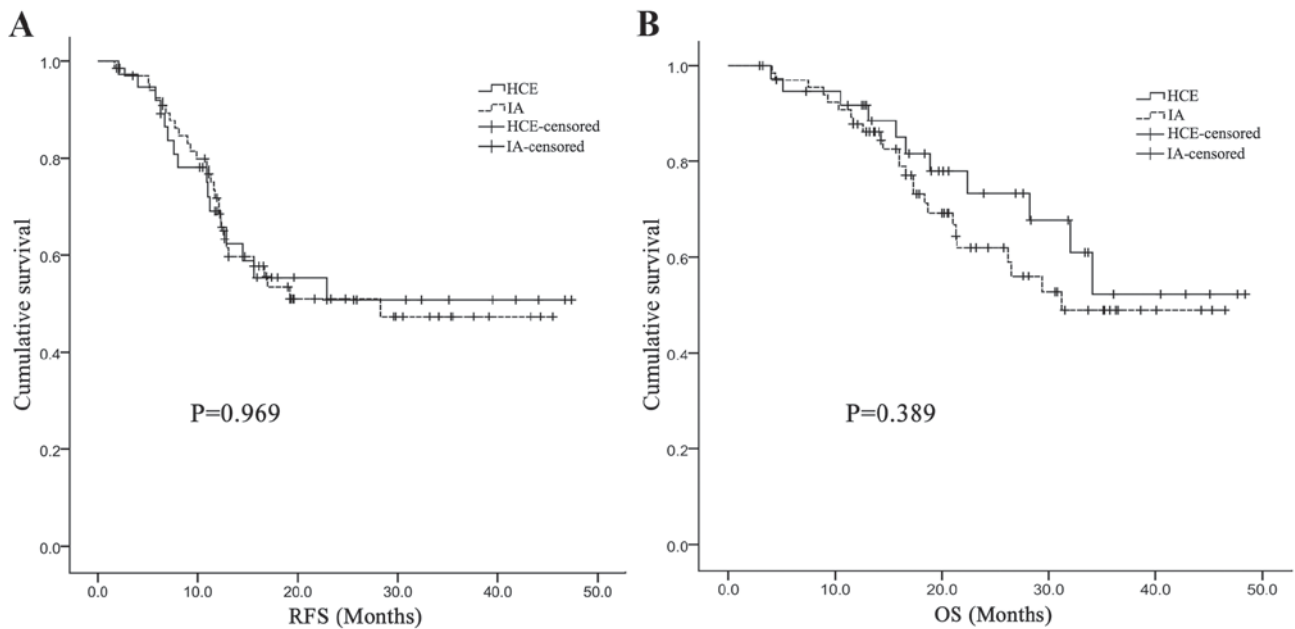 A
Cumulative survival
1.0
0.8
0.6
0.4
0.2
0.0
HCE
IA
HCE-censored
IA-censored
P=0.969
0.0 10.0 20.0 30.0 40.0 50.0
RFS (Months)
B
Cumulative survival
1.0
0.8
0.6
0.4
0.2
0.0
HCE
IA
HCE-censored
IA-censored
P=0.389
0.0 10.0 20.0 30.0 40.0 50.0
OS (Months)